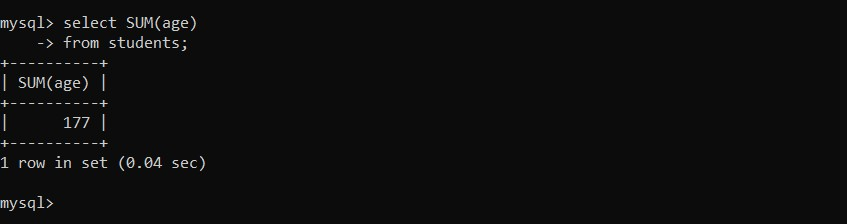 mysql> select SUM(age)
    -> from students;
+----------+
| SUM(age) |
+----------+
|      177 |
+----------+
1 row in set (0.04 sec)

mysql>